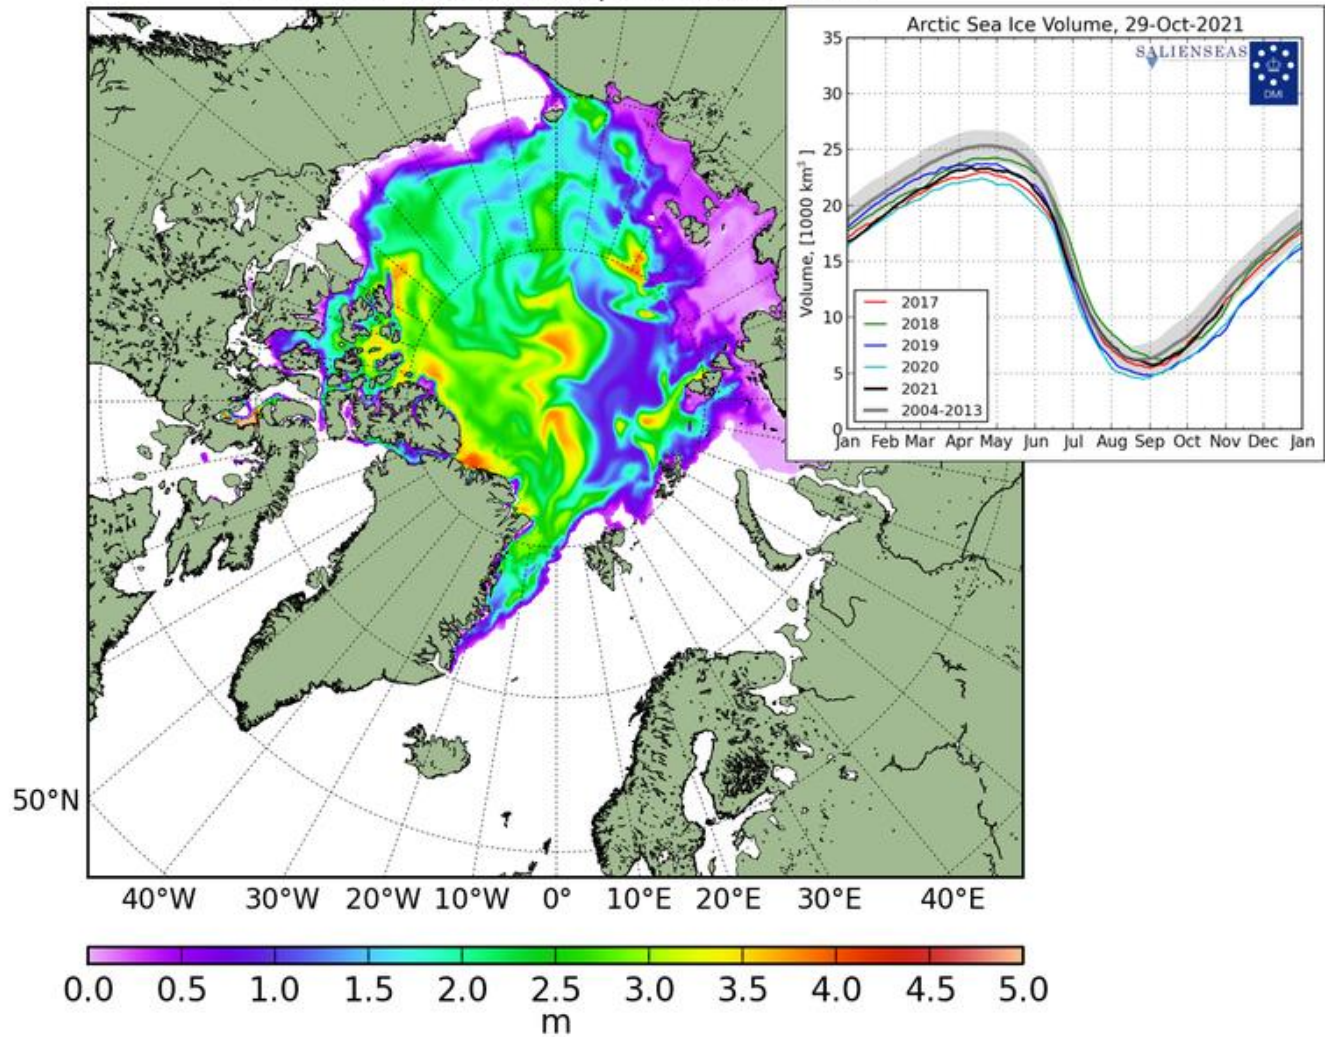 Arctic Sea Ice Volume, 29-Oct-2021
SALIENSEAS
DMI
Volume, [1000 km³ ]
35
30
25
20
15
10
5
0
2017
2018
2019
2020
2021
2004-2013
Jan Feb Mar Apr May Jun Jul Aug Sep Oct Nov Dec Jan
50°N
40°W 30°W 20°W 10°W 0° 10°E 20°E 30°E 40°E
0.0 0.5 1.0 1.5 2.0 2.5 3.0 3.5 4.0 4.5 5.0
m